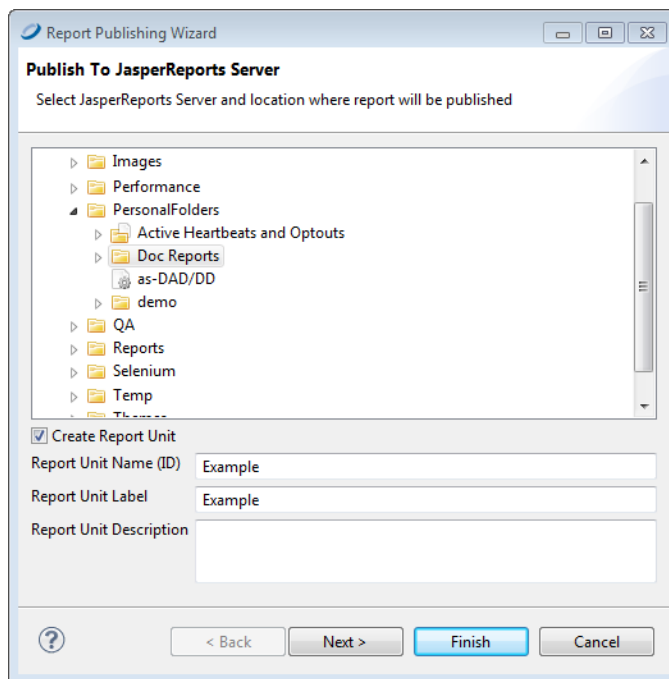 Report Publishing Wizard
Publish To JasperReports Server
Select JasperReports Server and location where report will be published
Images
Performance
PersonalFolders
Active Heartbeats and Optouts
Doc Reports
as-DAD/DD
demo
QA
Reports
Selenium
Temp
Themes
Create Report Unit
Report Unit Name (ID) Example
Report Unit Label Example
Report Unit Description
? < Back Next > Finish Cancel